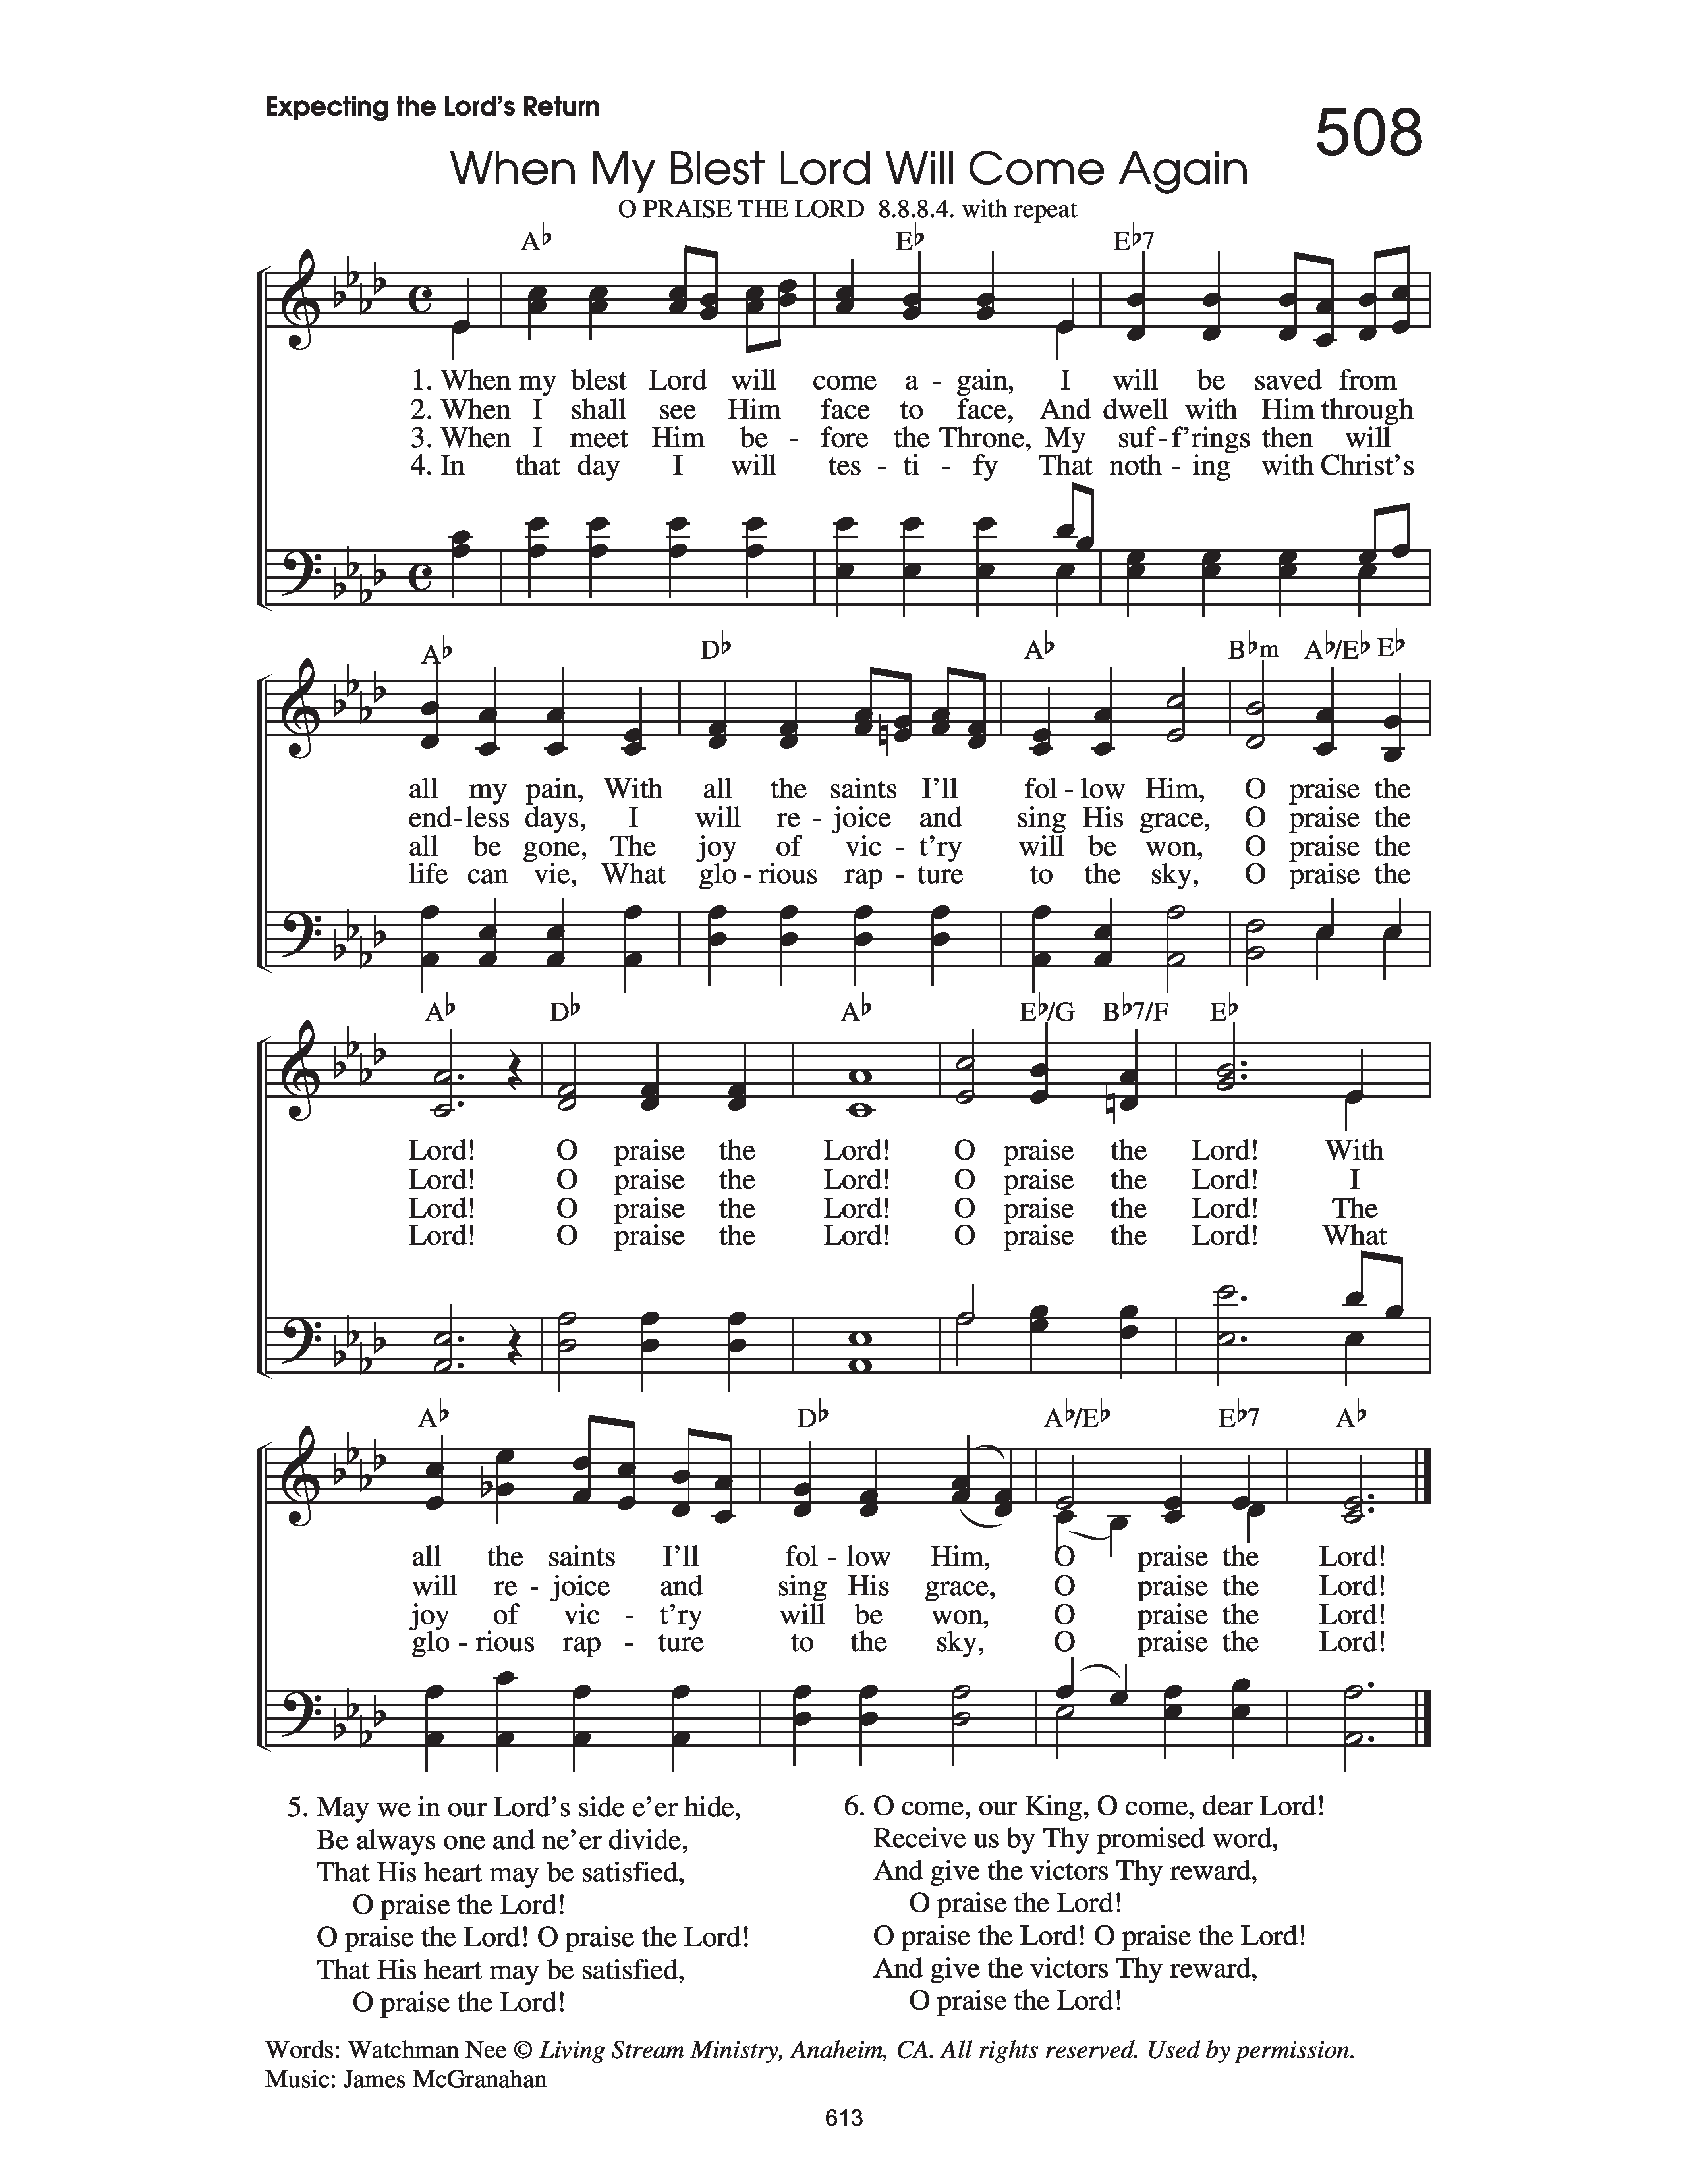 Expecting the Lord's Return
508
When My Blest Lord Will Come Again
O PRAISE THE LORD 8.8.8.4. with repeat
A♭ E♭ E♭7
1. When my blest Lord will come a - gain, I will be saved from
2. When I shall see Him face to face, And dwell with Him through
3. When I meet Him be - fore the Throne, My suf - f'rings then will
4. In that day I will tes - ti - fy That noth - ing with Christ's
A♭ D♭ A♭ B♭m A♭/E♭ E♭
all my pain, With all the saints I'll fol - low Him, O praise the
end - less days, I will re - joice and sing His grace, O praise the
all be gone, The joy of vic - t'ry will be won, O praise the
life can vie, What glo - rious rap - ture to the sky, O praise the
A♭ D♭ A♭ E♭/G B♭7/F E♭
Lord! O praise the Lord! O praise the Lord! With
Lord! O praise the Lord! O praise the Lord! I
Lord! O praise the Lord! O praise the Lord! The
Lord! O praise the Lord! O praise the Lord! What
A♭ D♭ A♭/E♭ E♭7 A♭
all the saints I'll fol - low Him, O praise the Lord!
will re - joice and sing His grace, O praise the Lord!
joy of vic - t'ry will be won, O praise the Lord!
glo - rious rap - ture to the sky, O praise the Lord!
5. May we in our Lord's side e'er hide,
Be always one and ne'er divide,
That His heart may be satisfied,
O praise the Lord!
O praise the Lord! O praise the Lord!
That His heart may be satisfied,
O praise the Lord!
6. O come, our King, O come, dear Lord!
Receive us by Thy promised word,
And give the victors Thy reward,
O praise the Lord!
O praise the Lord! O praise the Lord!
And give the victors Thy reward,
O praise the Lord!
Words: Watchman Nee © Living Stream Ministry, Anaheim, CA. All rights reserved. Used by permission.
Music: James McGranahan
613